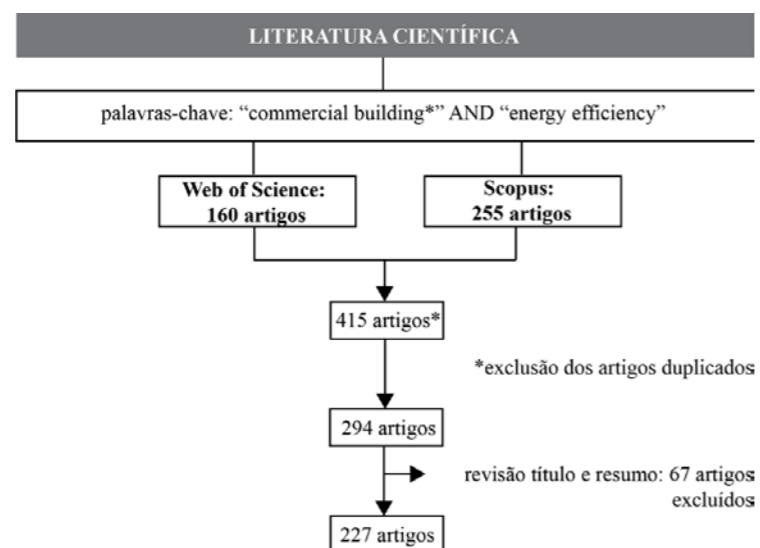 LITERATURA CIENTÍFICA
palavras-chave: “commercial building*” AND “energy efficiency”
Web of Science:
160 artigos
Scopus:
255 artigos
415 artigos*
*exclusão dos artigos duplicados
294 artigos
revisão título e resumo: 67 artigos
excluídos
227 artigos